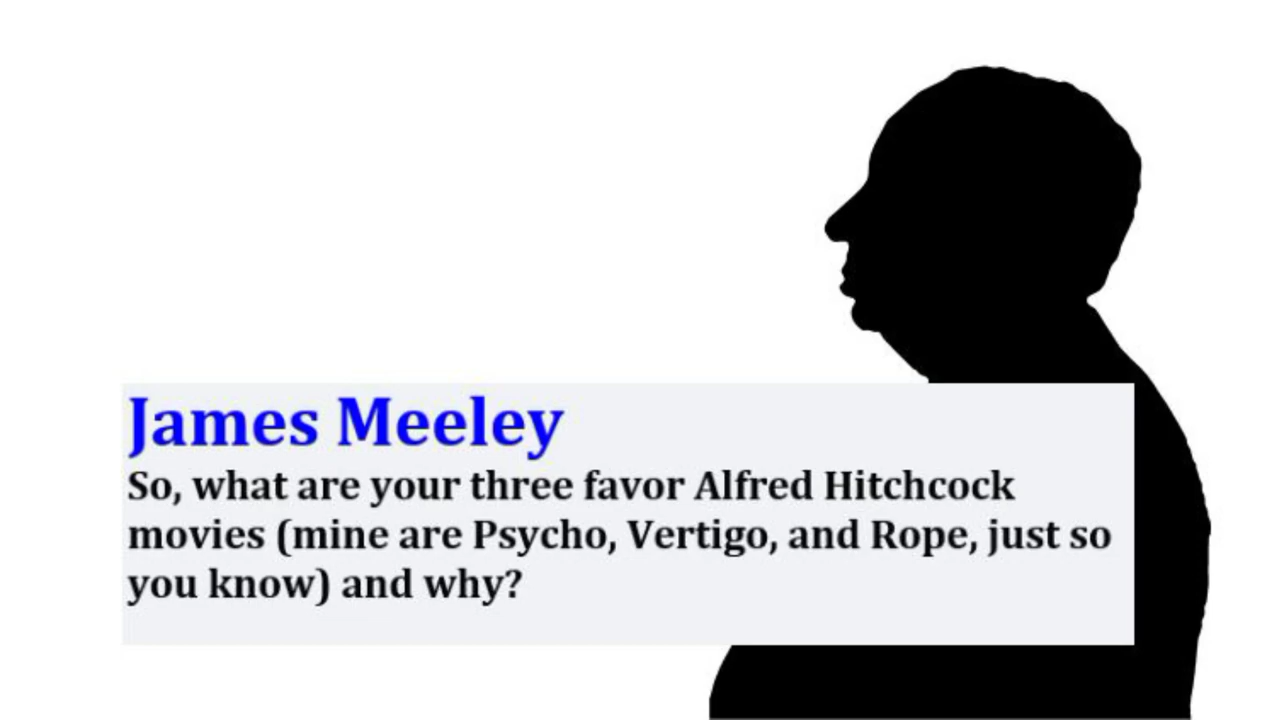 James Meeley
So, what are your three favor Alfred Hitchcock
movies (mine are Psycho, Vertigo, and Rope, just so
you know) and why?